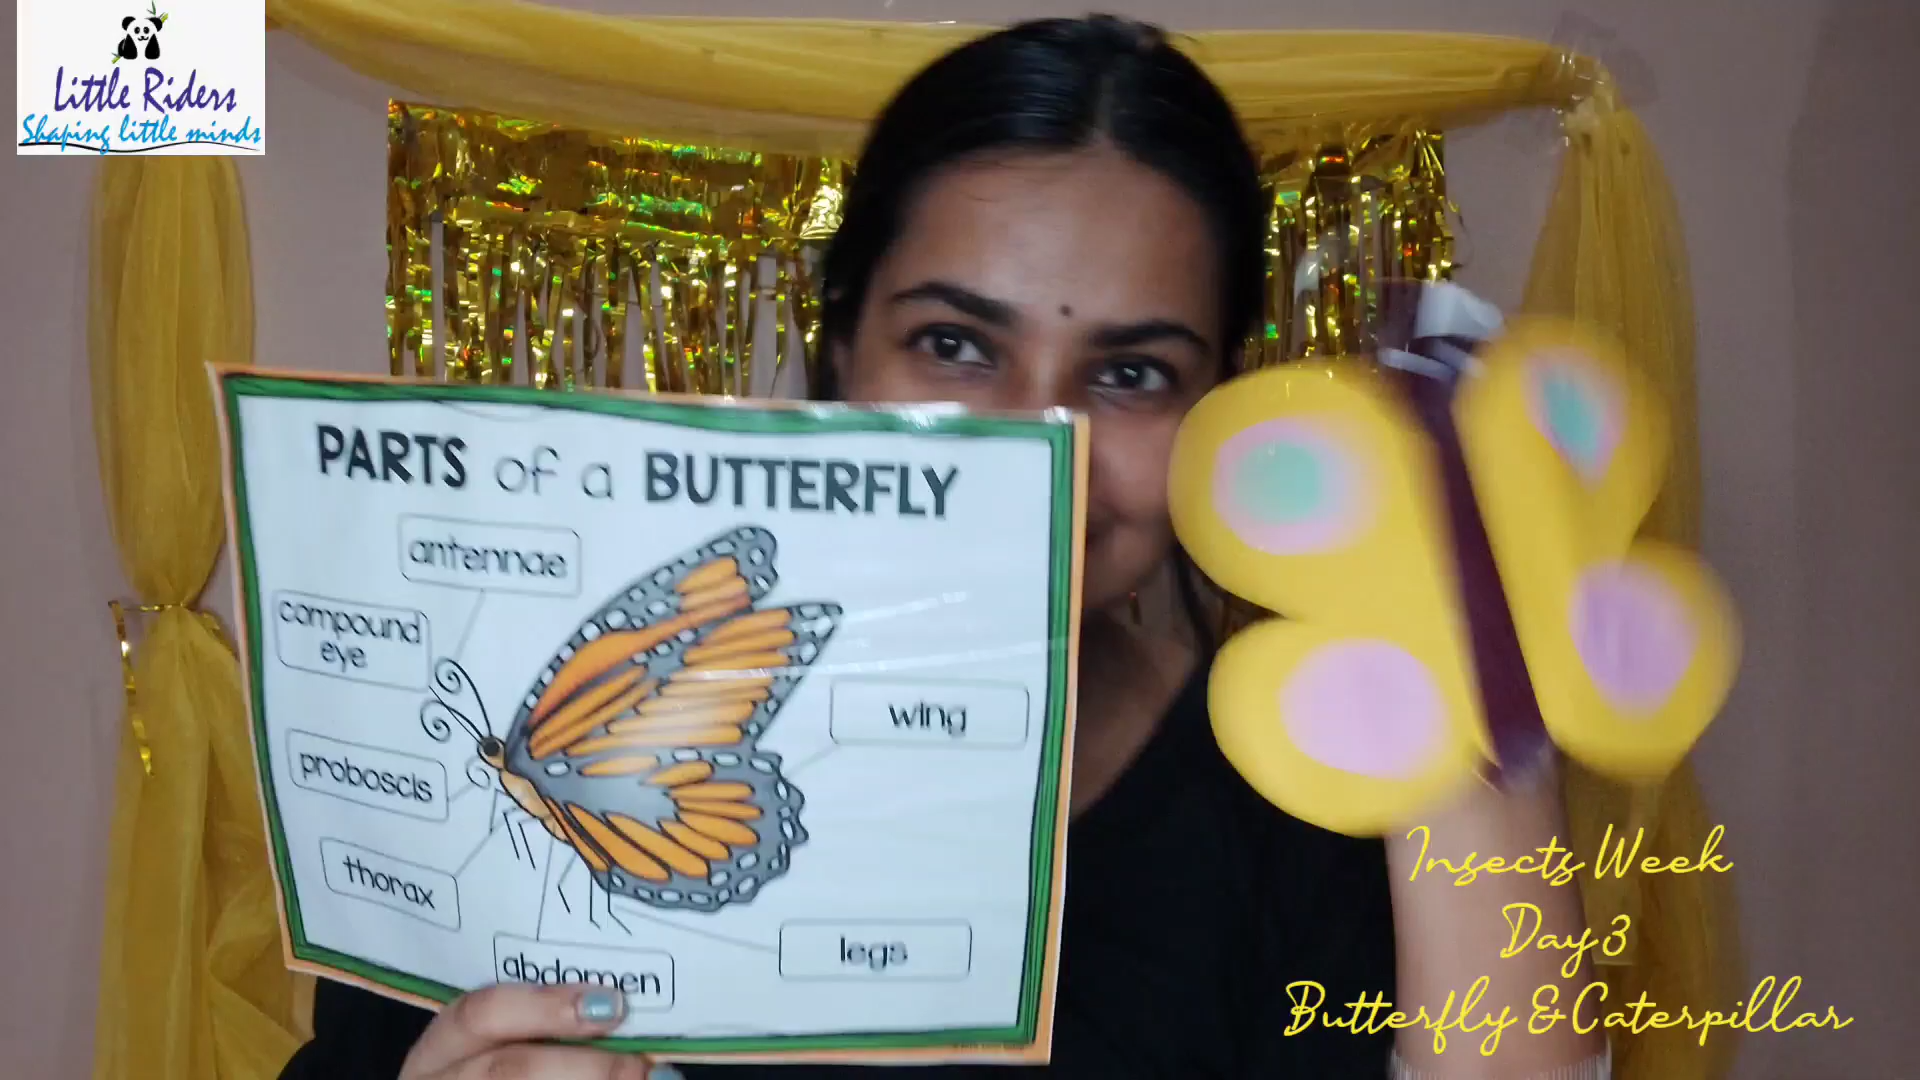 Little Riders
Shaping little minds
PARTS of a BUTTERFLY
antennae
compound
eye
proboscis
wing
thorax
legs
abdomen
Insects Week
Day 3
Butterfly & Caterpillar